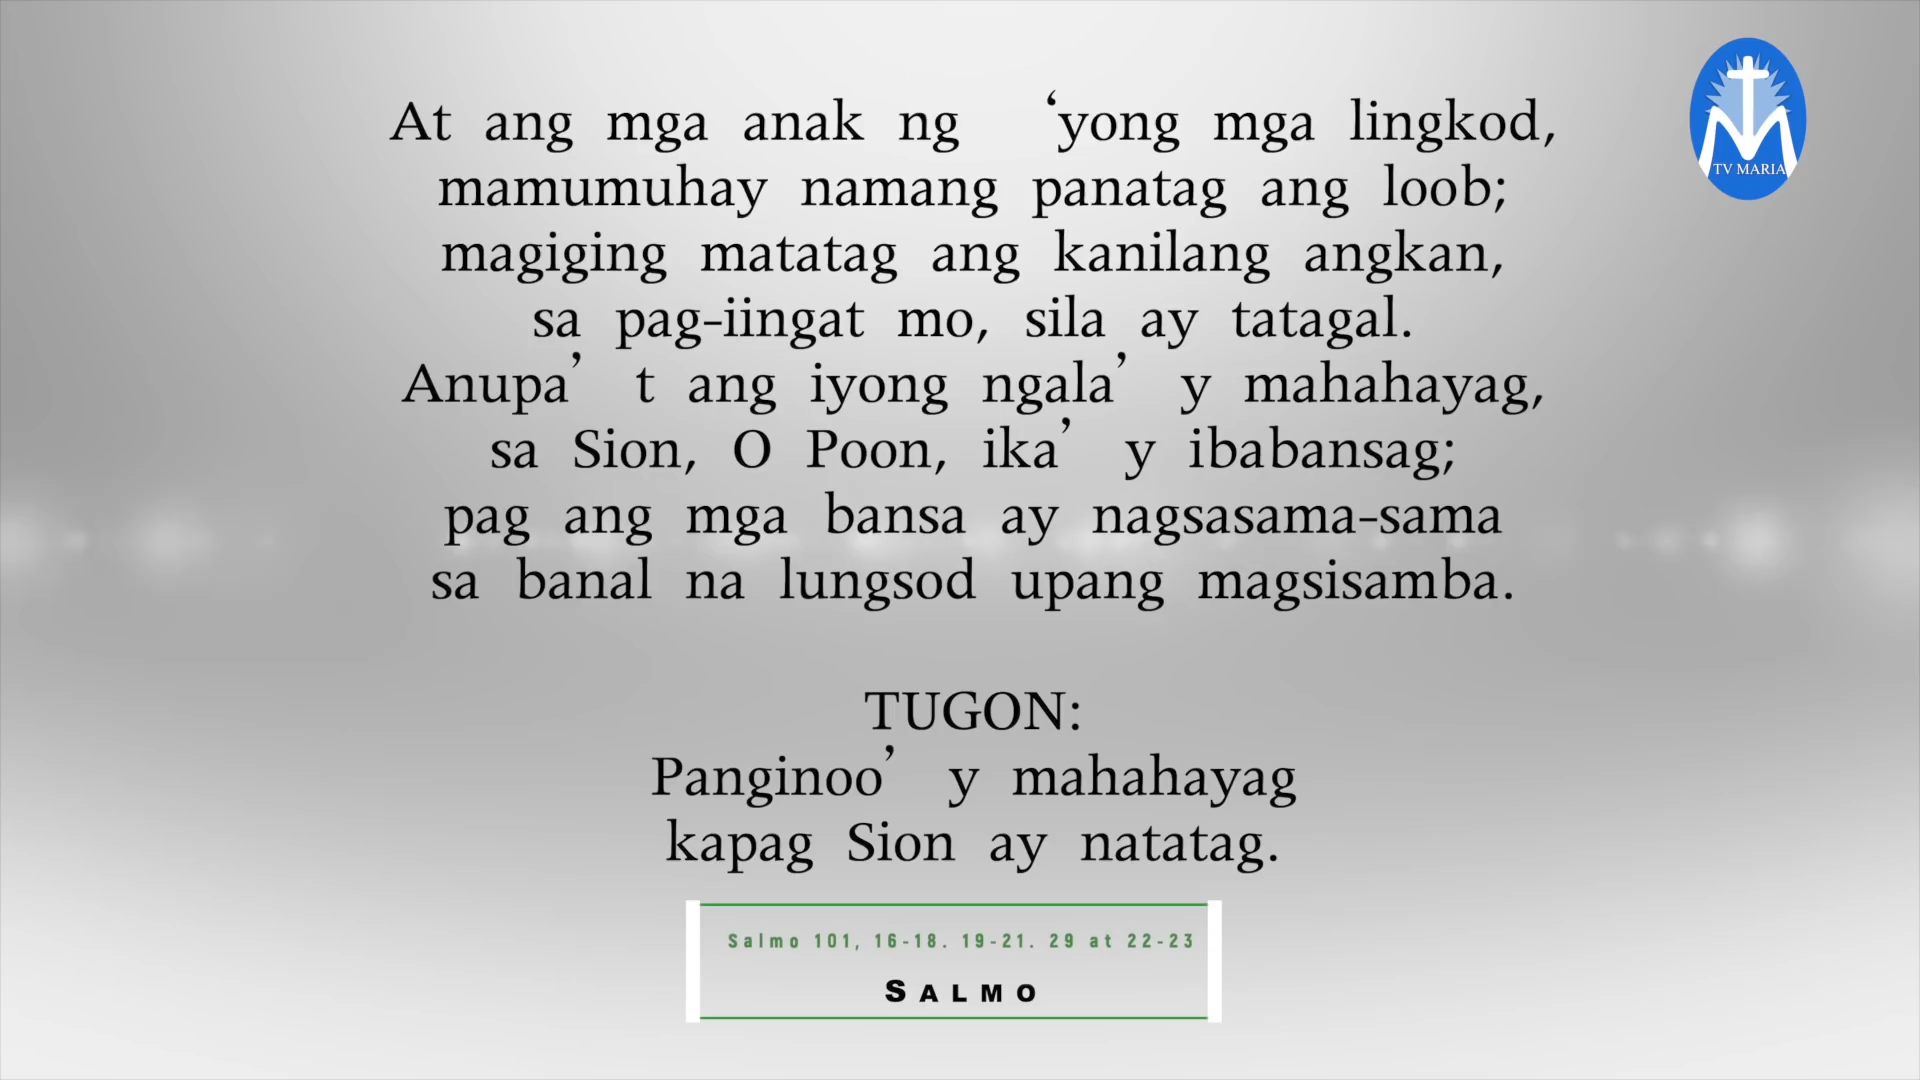 At ang mga anak ng ‘yong mga lingkod,
mamumuhay namang panatag ang loob;
magiging matatag ang kanilang angkan,
sa pag-iingat mo, sila ay tatagal.
Anupa’ t ang iyong ngala’ y mahahayag,
sa Sion, O Poon, ika’ y ibabansag;
pag ang mga bansa ay nagsasama-sama
sa banal na lungsod upang magsisamba.
TUGON:
Panginoo’ y mahahayag
kapag Sion ay natatag.
Salmo 101, 16-18. 19-21. 29 at 22-23
SALMO
TV MARIA